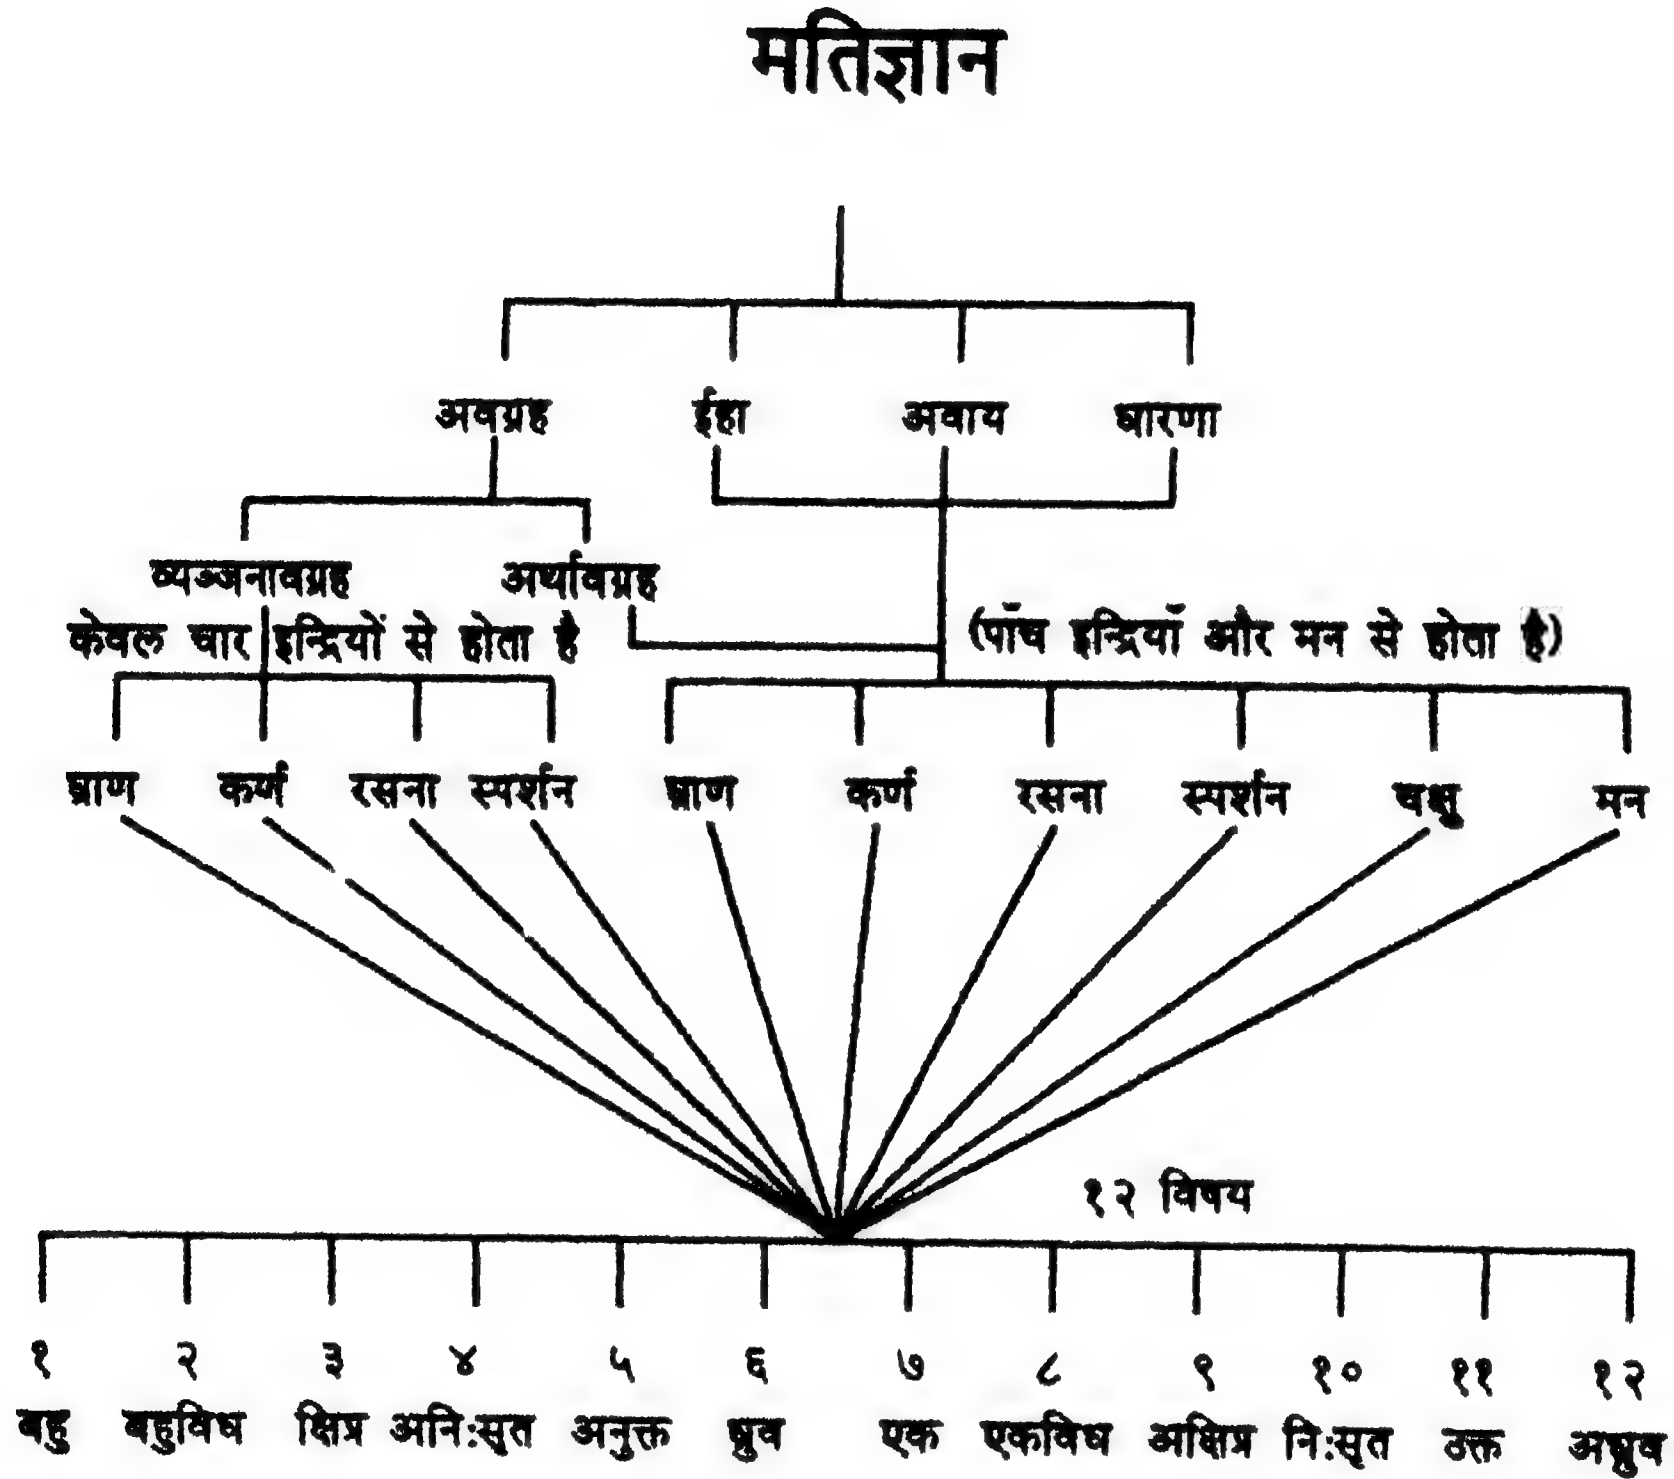 मतिज्ञान
अवग्रह ईहा अवाय धारणा
व्यञ्जनावग्रह अर्थावग्रह
केवल चार इन्द्रियों से होता है (पाँच इन्द्रियाँ और मन से होता है)
घ्राण कर्ण रसना स्पर्शन घ्राण कर्ण रसना स्पर्शन चक्षु मन
१२ विषय
१ २ ३ ४ ५ ६ ७ ८ ९ १० ११ १२
बहु बहुविध क्षिप्र अनिःसृत अनुक्त ध्रुव एक एकविध अक्षिप्र निःसृत उक्त अध्रुव